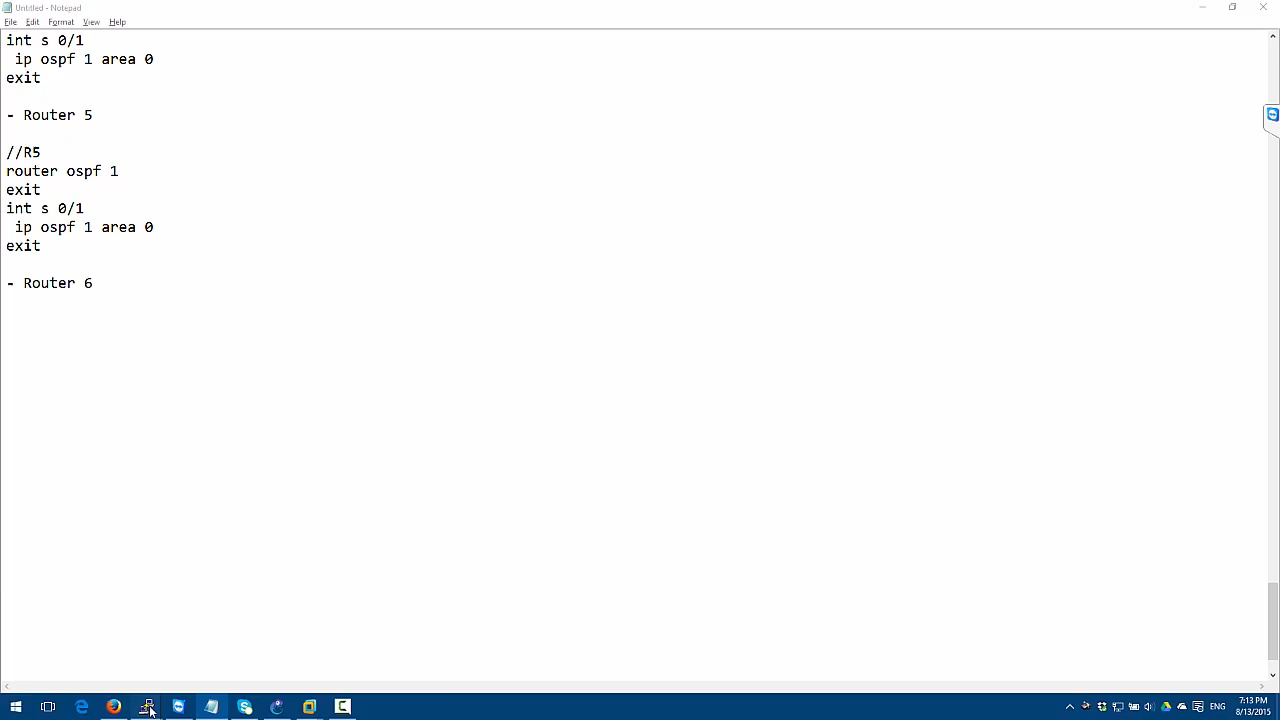 Untitled - Notepad
File Edit Format View Help
int s 0/1
 ip ospf 1 area 0
exit
- Router 5
//R5
router ospf 1
exit
int s 0/1
 ip ospf 1 area 0
exit
- Router 6
ENG
7:13 PM
8/13/2015